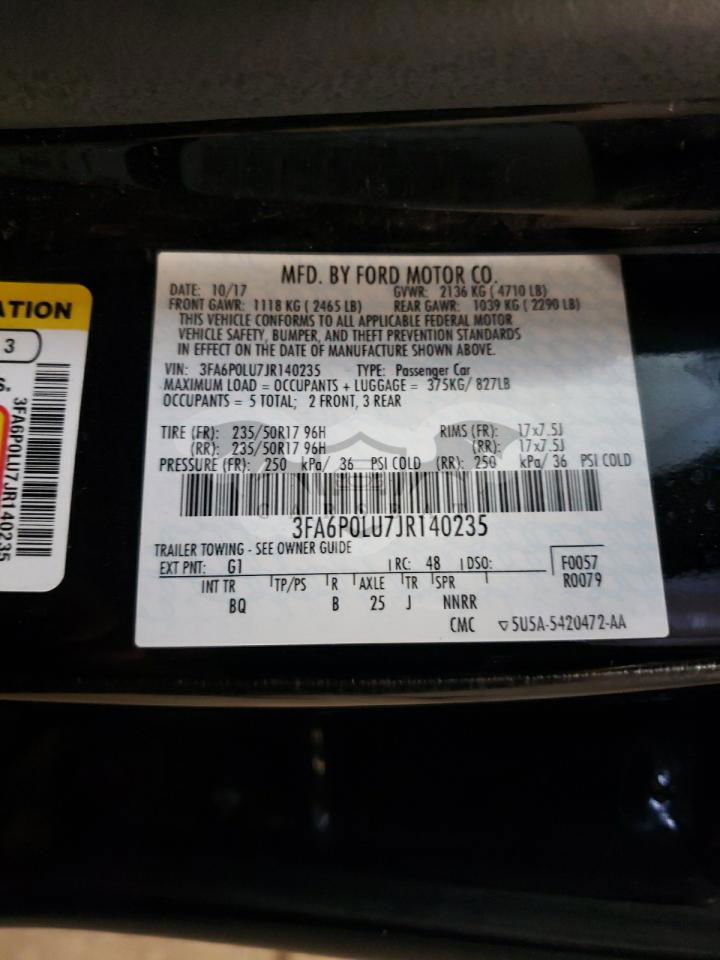 MFD. BY FORD MOTOR CO.
DATE: 10/17 GVWR: 2136 KG ( 4710 LB)
FRONT GAWR: 1118 KG ( 2465 LB) REAR GAWR: 1039 KG ( 2290 LB)
THIS VEHICLE CONFORMS TO ALL APPLICABLE FEDERAL MOTOR
VEHICLE SAFETY, BUMPER, AND THEFT PREVENTION STANDARDS
IN EFFECT ON THE DATE OF MANUFACTURE SHOWN ABOVE.
VIN: 3FA6P0LU7JR140235 TYPE: Passenger Car
MAXIMUM LOAD = OCCUPANTS + LUGGAGE = 375KG/ 827LB
OCCUPANTS = 5 TOTAL; 2 FRONT, 3 REAR
TIRE (FR): 235/50R17 96H RIMS (FR): 17x7.5J
(RR): 235/50R17 96H (RR): 17x7.5J
PRESSURE (FR): 250 kPa/ 36 PSI COLD (RR): 250 kPa/ 36 PSI COLD
3FA6P0LU7JR140235
TRAILER TOWING - SEE OWNER GUIDE
EXT PNT: G1 RC: 48 DSO: F0057
R0079
INT TR TP/PS R AXLE TR SPR
BQ B 25 J NNRR
CMC ▽5U5A-5420472-AA
ATION
3
S.
3FA6P0LU7JR140235